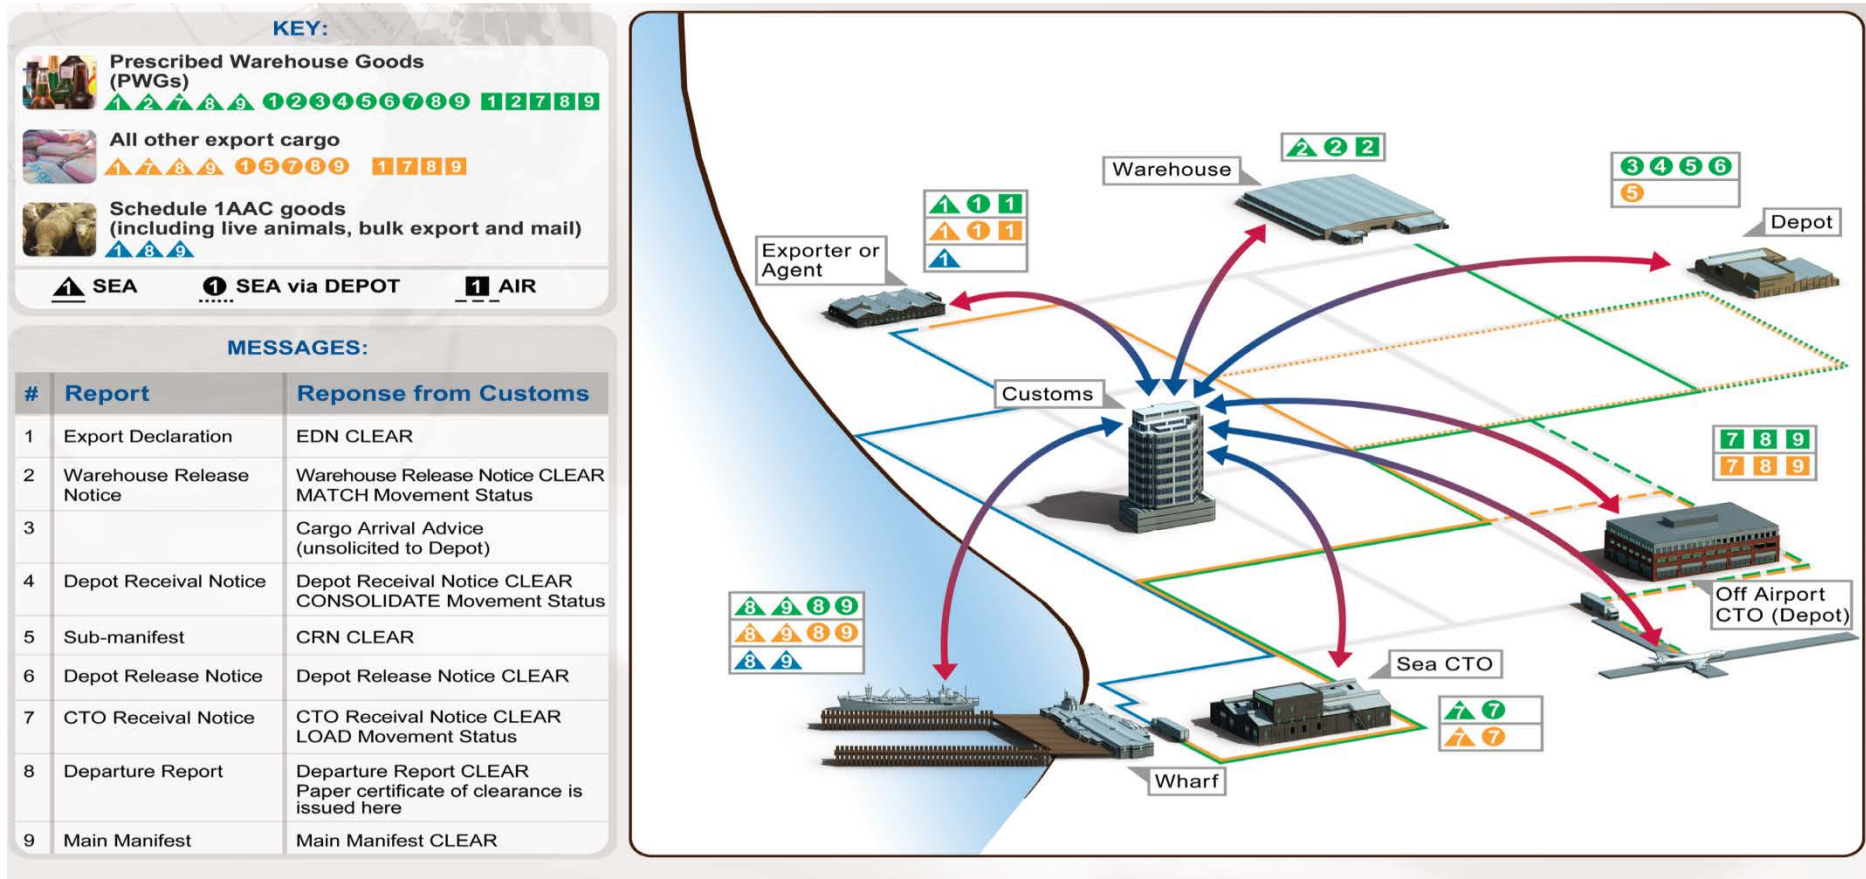 KEY:
Prescribed Warehouse Goods
(PWGs)
1 2 7 8 9 1 2 3 4 5 6 7 8 9 1 2 7 8 9
All other export cargo
1 7 8 9 1 5 7 8 9 1 7 8 9
Schedule 1AAC goods
(including live animals, bulk export and mail)
1 8 9
1 SEA 1 SEA via DEPOT 1 AIR
MESSAGES:
# Report Reponse from Customs
1 Export Declaration EDN CLEAR
2 Warehouse Release Warehouse Release Notice CLEAR
Notice MATCH Movement Status
3 Cargo Arrival Advice
(unsolicited to Depot)
4 Depot Receival Notice Depot Receival Notice CLEAR
CONSOLIDATE Movement Status
5 Sub-manifest CRN CLEAR
6 Depot Release Notice Depot Release Notice CLEAR
7 CTO Receival Notice CTO Receival Notice CLEAR
LOAD Movement Status
8 Departure Report Departure Report CLEAR
Paper certificate of clearance is
issued here
9 Main Manifest Main Manifest CLEAR
2 2 2
Warehouse
3 4 5 6
5
Depot
1 1 1
1 1 1
1
Exporter or
Agent
Customs
7 8 9
7 8 9
Off Airport
CTO (Depot)
8 9 8 9
8 9 8 9
8 9
Sea CTO
7 7
7 7
Wharf